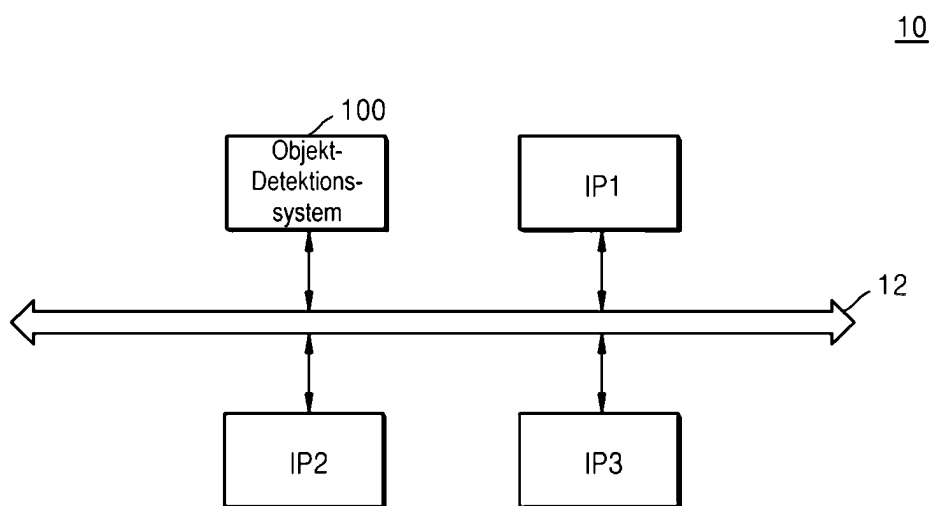 10
100
Objekt-
Detektions-
system
IP1
12
IP2
IP3